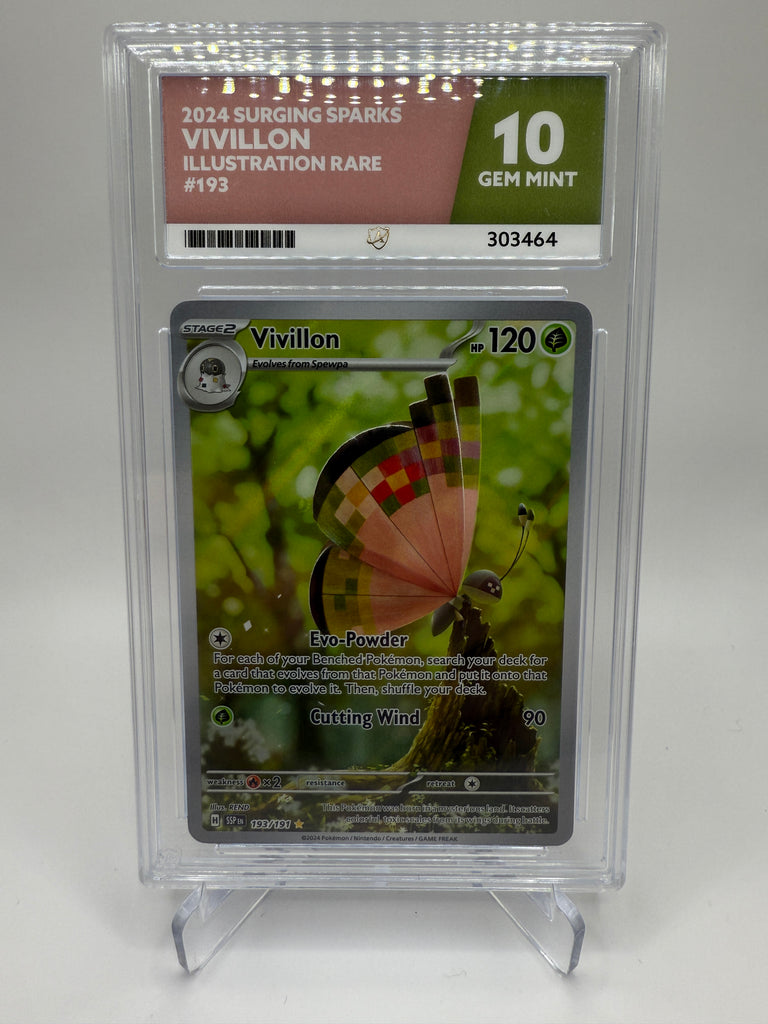 2024 SURGING SPARKS
VIVILLON
ILLUSTRATION RARE
#193
10
GEM MINT
303464
STAGE2
Vivillon
HP 120
Evolves from Spewpa
Evo-Powder
For each of your Benched Pokémon, search your deck for
a card that evolves from that Pokémon and put it onto that
Pokémon to evolve it. Then, shuffle your deck.
Cutting Wind 90
weakness ×2 resistance retreat
Illus. REND
This Pokémon was born in a mysterious land. It scatters
colorful, toxic scales from its wings during battle.
H SSP EN 193/191
©2024 Pokémon / Nintendo / Creatures / GAME FREAK